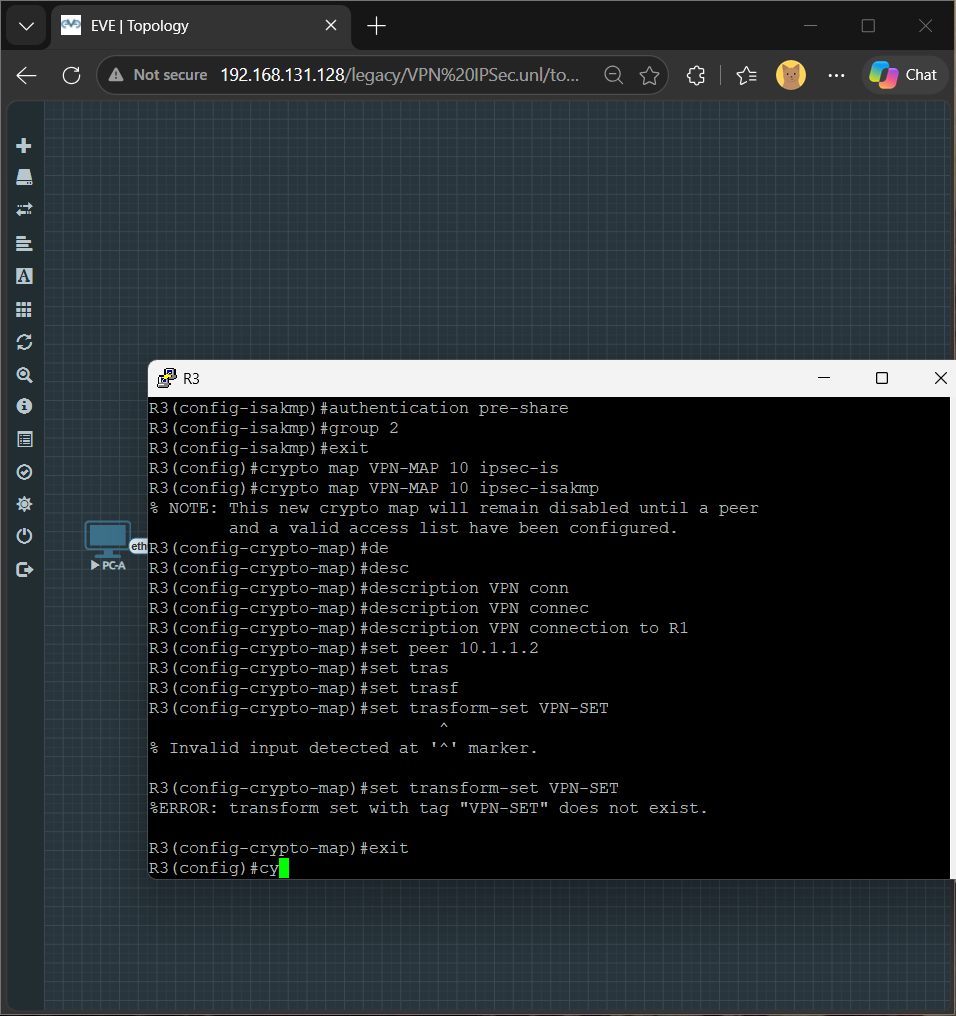 EVE | Topology
Not secure 192.168.131.128/legacy/VPN%20IPSec.unl/to...
Chat
A
R3
R3(config-isakmp)#authentication pre-share
R3(config-isakmp)#group 2
R3(config-isakmp)#exit
R3(config)#crypto map VPN-MAP 10 ipsec-is
R3(config)#crypto map VPN-MAP 10 ipsec-isakmp
% NOTE: This new crypto map will remain disabled until a peer
        and a valid access list have been configured.
R3(config-crypto-map)#de
R3(config-crypto-map)#desc
R3(config-crypto-map)#description VPN conn
R3(config-crypto-map)#description VPN connec
R3(config-crypto-map)#description VPN connection to R1
R3(config-crypto-map)#set peer 10.1.1.2
R3(config-crypto-map)#set tras
R3(config-crypto-map)#set trasf
R3(config-crypto-map)#set trasform-set VPN-SET
                             ^
% Invalid input detected at '^' marker.
R3(config-crypto-map)#set transform-set VPN-SET
%ERROR: transform set with tag "VPN-SET" does not exist.
R3(config-crypto-map)#exit
R3(config)#cy
eth
PC-A